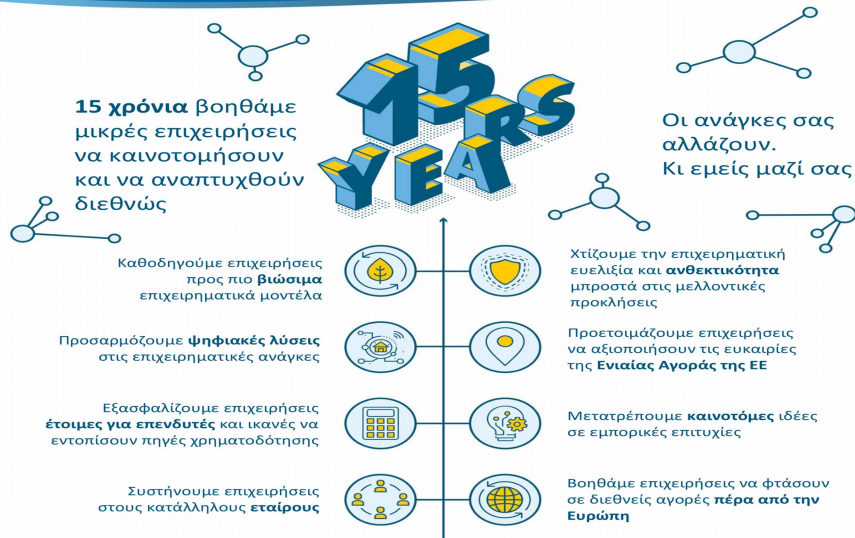 15 χρόνια βοηθάμε
μικρές επιχειρήσεις
να καινοτομήσουν
και να αναπτυχθούν
διεθνώς
15
YEARS
Οι ανάγκες σας
αλλάζουν.
Κι εμείς μαζί σας
Καθοδηγούμε επιχειρήσεις
προς πιο βιώσιμα
επιχειρηματικά μοντέλα
Χτίζουμε την επιχειρηματική
ευελιξία και ανθεκτικότητα
μπροστά στις μελλοντικές
προκλήσεις
Προσαρμόζουμε ψηφιακές λύσεις
στις επιχειρηματικές ανάγκες
Προετοιμάζουμε επιχειρήσεις
να αξιοποιήσουν τις ευκαιρίες
της Ενιαίας Αγοράς της ΕΕ
Εξασφαλίζουμε επιχειρήσεις
έτοιμες για επενδυτές και ικανές να
εντοπίσουν πηγές χρηματοδότησης
Μετατρέπουμε καινοτόμες ιδέες
σε εμπορικές επιτυχίες
Συστήνουμε επιχειρήσεις
στους κατάλληλους εταίρους
Βοηθάμε επιχειρήσεις να φτάσουν
σε διεθνείς αγορές πέρα από την
Ευρώπη